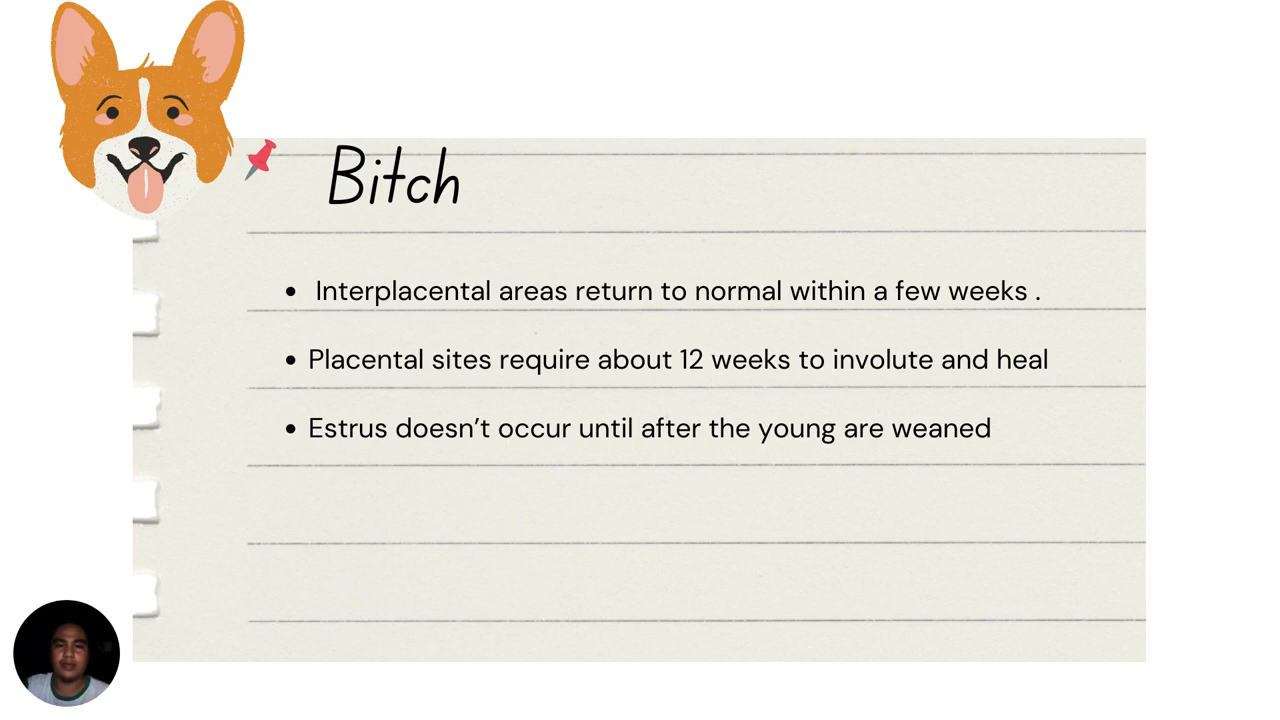 Bitch
• Interplacental areas return to normal within a few weeks .
• Placental sites require about 12 weeks to involute and heal
• Estrus doesn’t occur until after the young are weaned